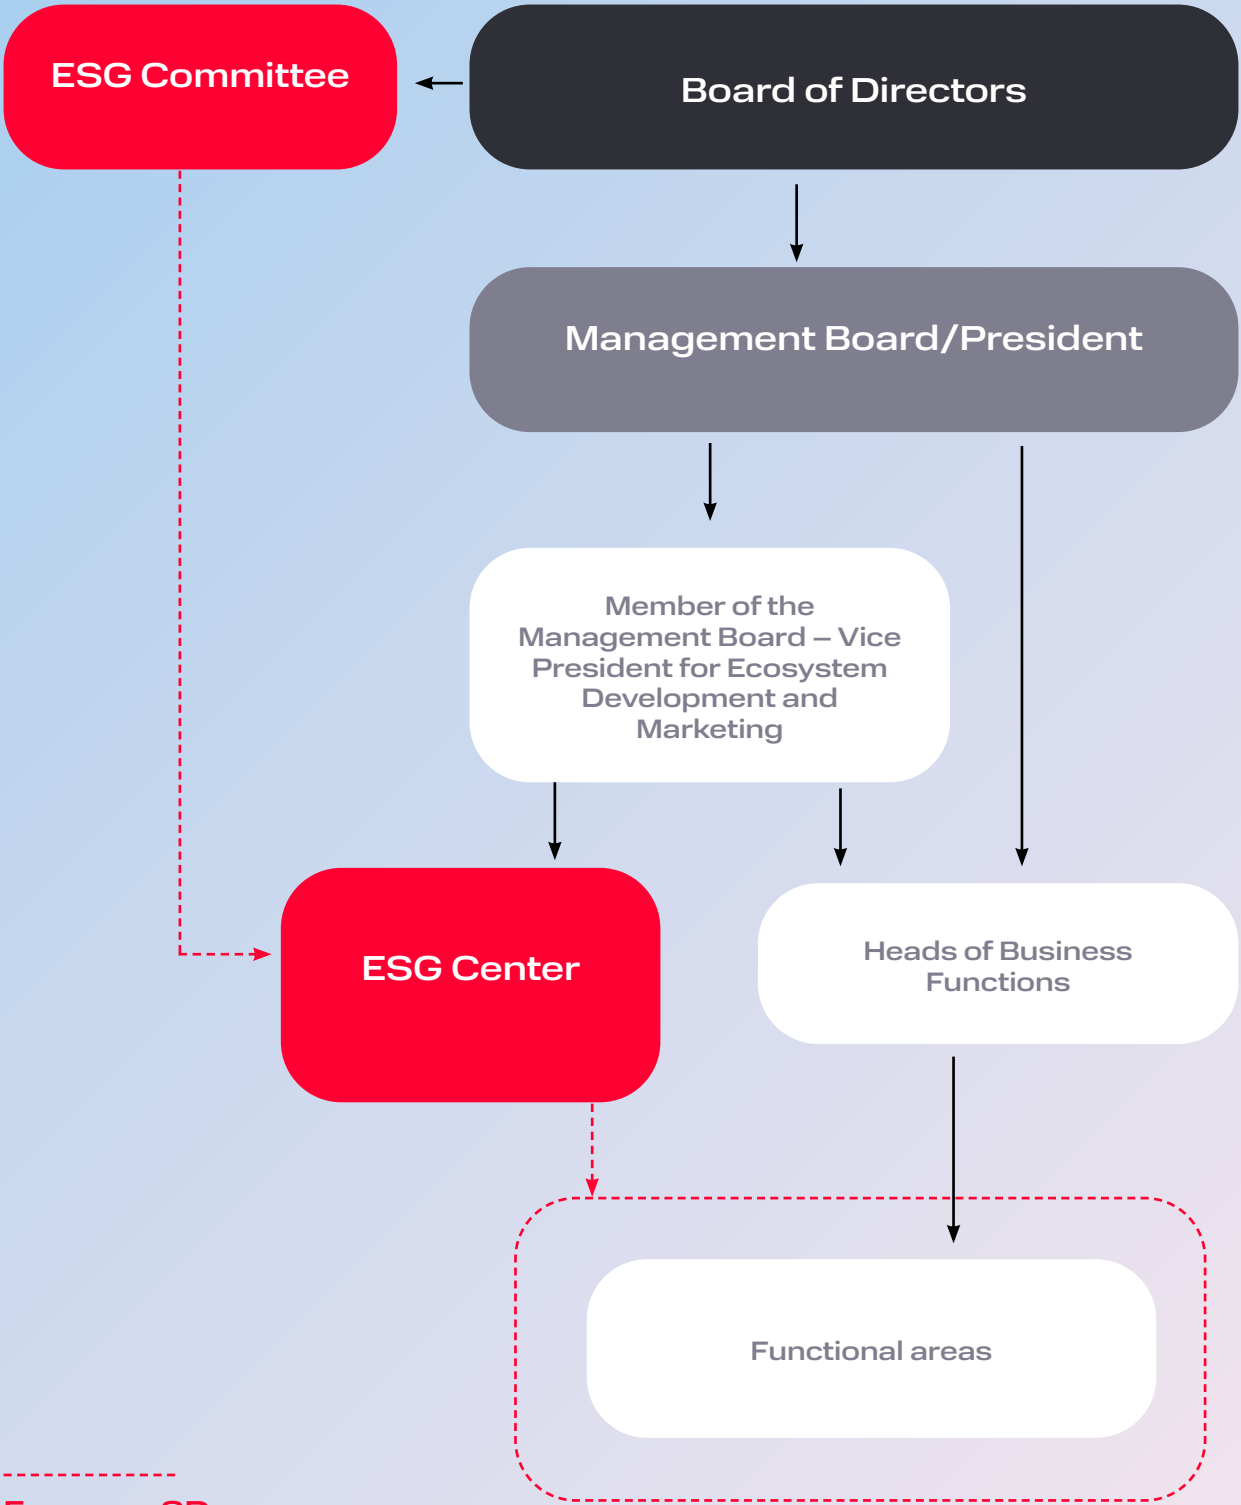 ESG Committee
Board of Directors
Management Board/President
Member of the
Management Board – Vice
President for Ecosystem
Development and
Marketing
ESG Center
Heads of Business
Functions
Functional areas